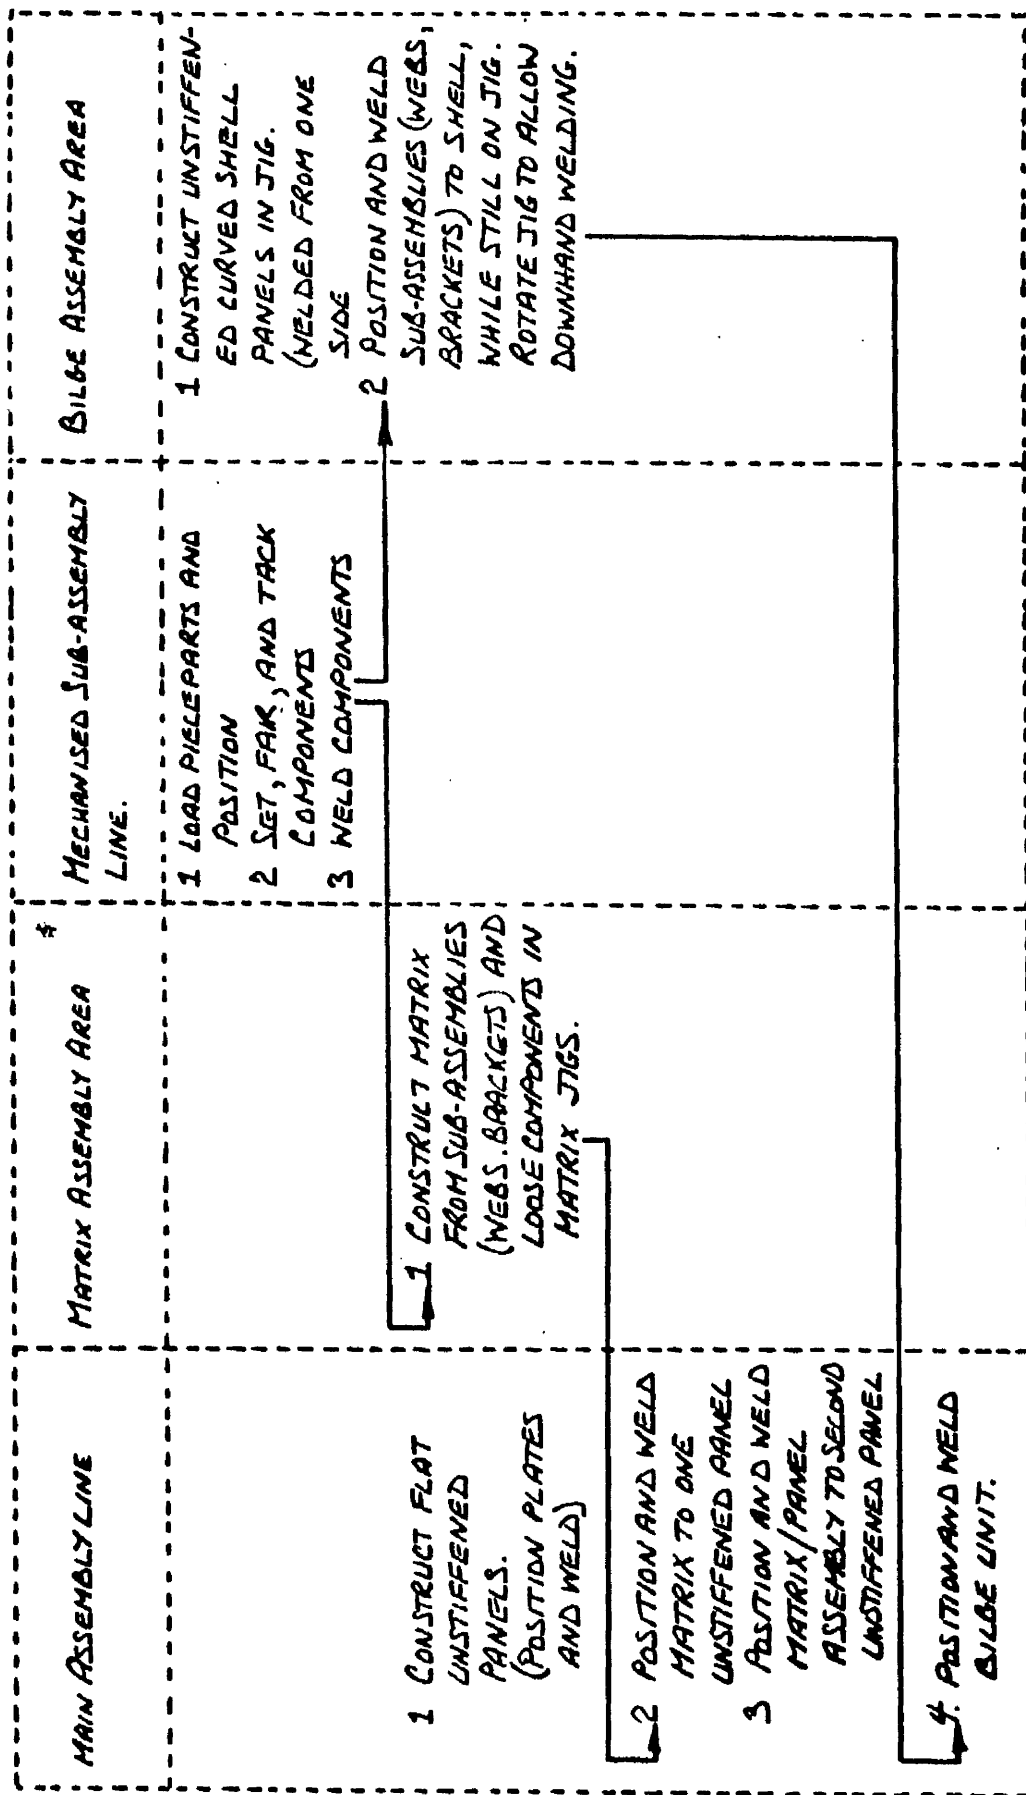 MAIN ASSEMBLY LINE
1 CONSTRUCT FLAT
UNSTIFFENED
PANELS.
(POSITION PLATES
AND WELD)
2 POSITION AND WELD
MATRIX TO ONE
UNSTIFFENED PANEL
3 POSITION AND WELD
MATRIX/PANEL
ASSEMBLY TO SECOND
UNSTIFFENED PANEL
4. POSITION AND WELD
BILGE UNIT.
MATRIX ASSEMBLY AREA
1 CONSTRUCT MATRIX
FROM SUB-ASSEMBLIES
(WEBS. BRACKETS) AND
LOOSE COMPONENTS IN
MATRIX JIGS.
MECHANISED SUB-ASSEMBLY
LINE.
1 LOAD PIECEPARTS AND
POSITION
2 SET, FAIR, AND TACK
COMPONENTS
3 WELD COMPONENTS
BILGE ASSEMBLY AREA
1 CONSTRUCT UNSTIFFEN-
ED CURVED SHELL
PANELS IN JIG.
(WELDED FROM ONE
SIDE
2 POSITION AND WELD
SUB-ASSEMBLIES (WEBS,
BRACKETS) TO SHELL,
WHILE STILL ON JIG.
ROTATE JIG TO ALLOW
DOWNHAND WELDING.